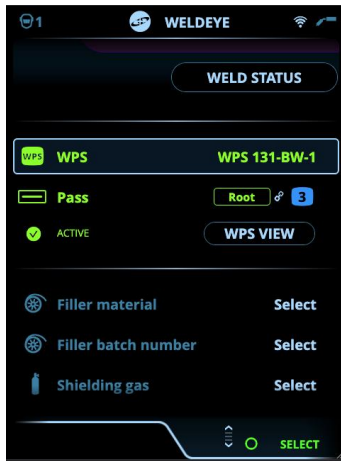 1 WELDEYE
WELD STATUS
WPS WPS WPS 131-BW-1
Pass Root 3
ACTIVE WPS VIEW
Filler material Select
Filler batch number Select
Shielding gas Select
SELECT